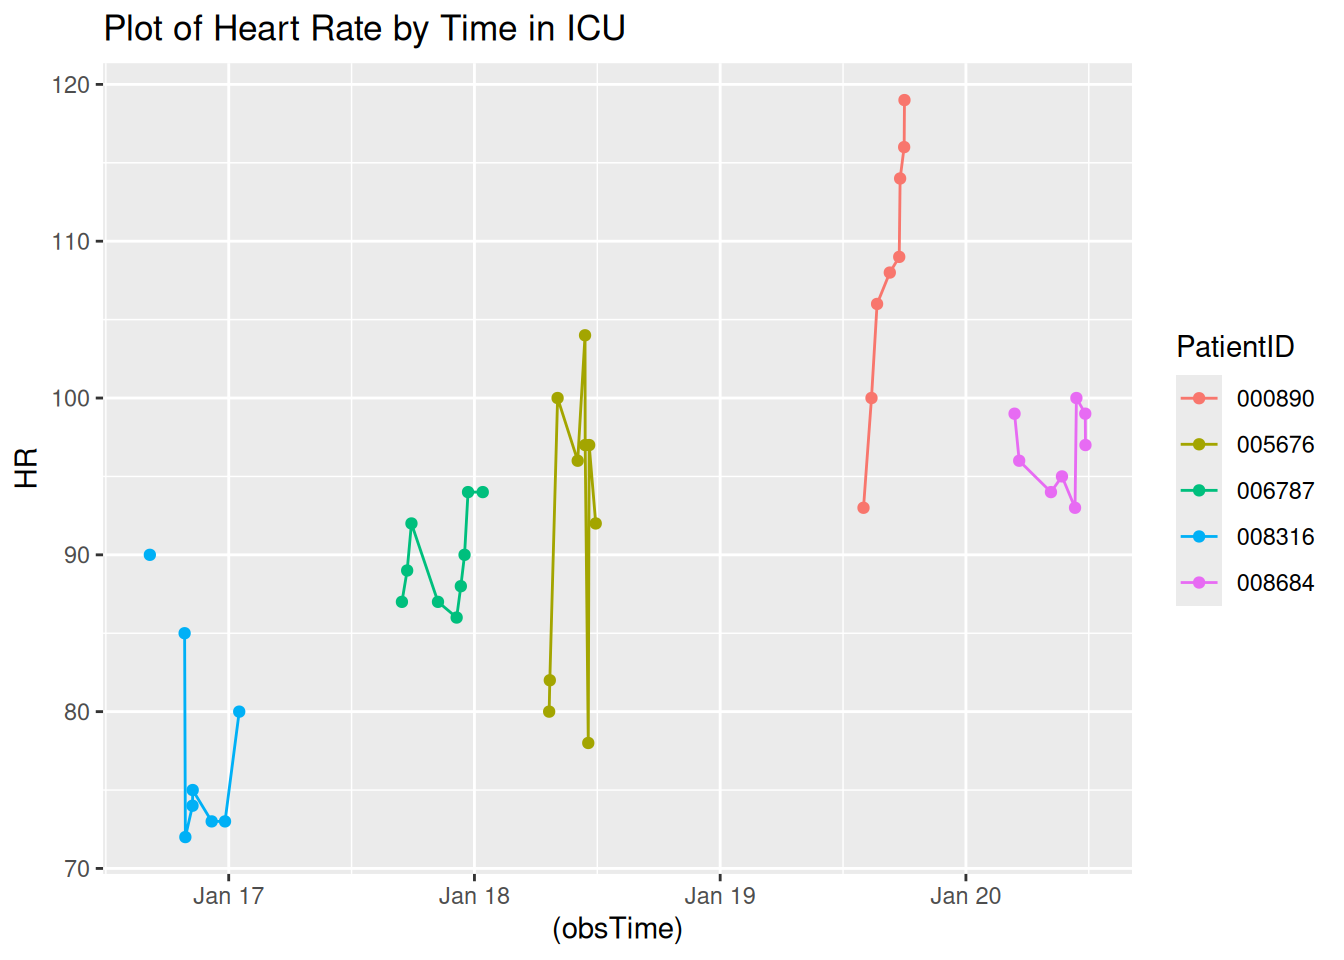 Plot of Heart Rate by Time in ICU
120
110
100
90
80
70
HR
Jan 17
Jan 18
Jan 19
Jan 20
(obsTime)
PatientID
000890
005676
006787
008316
008684